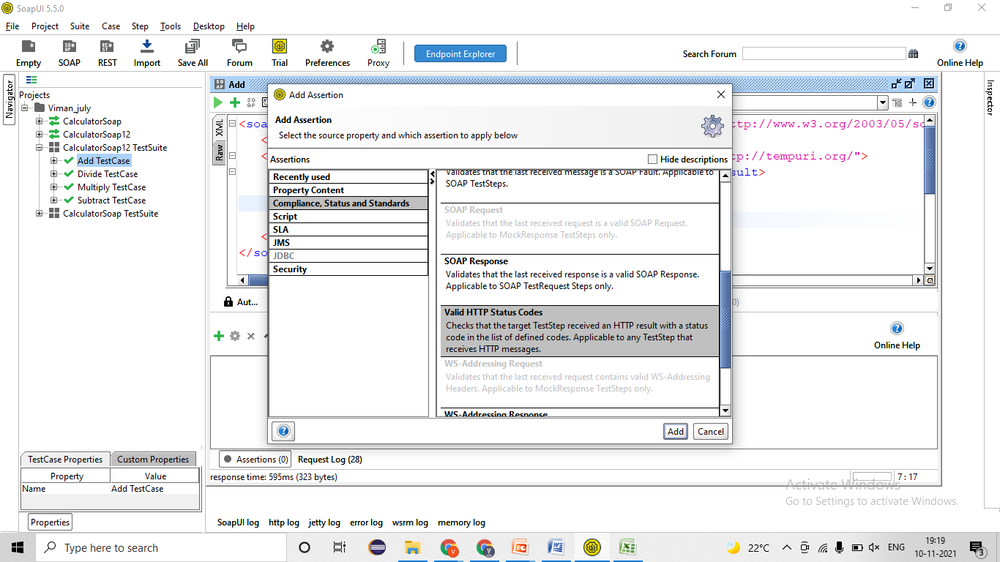 SoapUI 5.5.0
File Project Suite Case Step Tools Desktop Help
Empty SOAP REST Import Save All Forum Trial Preferences Proxy
Endpoint Explorer
Search Forum
Online Help
Navigator
Projects
Viman_july
CalculatorSoap
CalculatorSoap12
CalculatorSoap12 TestSuite
Add TestCase
Divide TestCase
Multiply TestCase
Subtract TestCase
CalculatorSoap TestSuite
Inspector
Add
XML
Raw
<soa
ttp://www.w3.org/2003/05/so
tp://tempuri.org/">
sult>
</so
Aut...
0)
Add Assertion
Add Assertion
Select the source property and which assertion to apply below
Assertions
Hide descriptions
Recently used
Property Content
Compliance, Status and Standards
Script
SLA
JMS
JDBC
Security
Validates that the last received message is a SOAP Fault. Applicable to
SOAP TestSteps.
SOAP Request
Validates that the last received request is a valid SOAP Request.
Applicable to MockResponse TestSteps only.
SOAP Response
Validates that the last received response is a valid SOAP Response.
Applicable to SOAP TestRequest Steps only.
Valid HTTP Status Codes
Checks that the target TestStep received an HTTP result with a status
code in the list of defined codes. Applicable to any TestStep that
receives HTTP messages.
WS-Addressing Request
Validates that the last received request contains valid WS-Addressing
Headers. Applicable to MockResponse TestSteps only.
WS-Addressing Response
Add Cancel
Online Help
Assertions (0) Request Log (28)
response time: 595ms (323 bytes)
7 : 17
TestCase Properties Custom Properties
Property Value
Name Add TestCase
Properties
SoapUI log http log jetty log error log wsrm log memory log
Activate Windows
Go to Settings to activate Windows.
Type here to search
22°C
ENG
19:19
10-11-2021
3